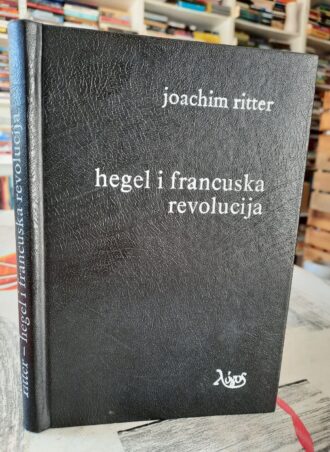 joachim ritter
hegel i francuska
revolucija
λόγος
ritter – hegel i francuska revolucija